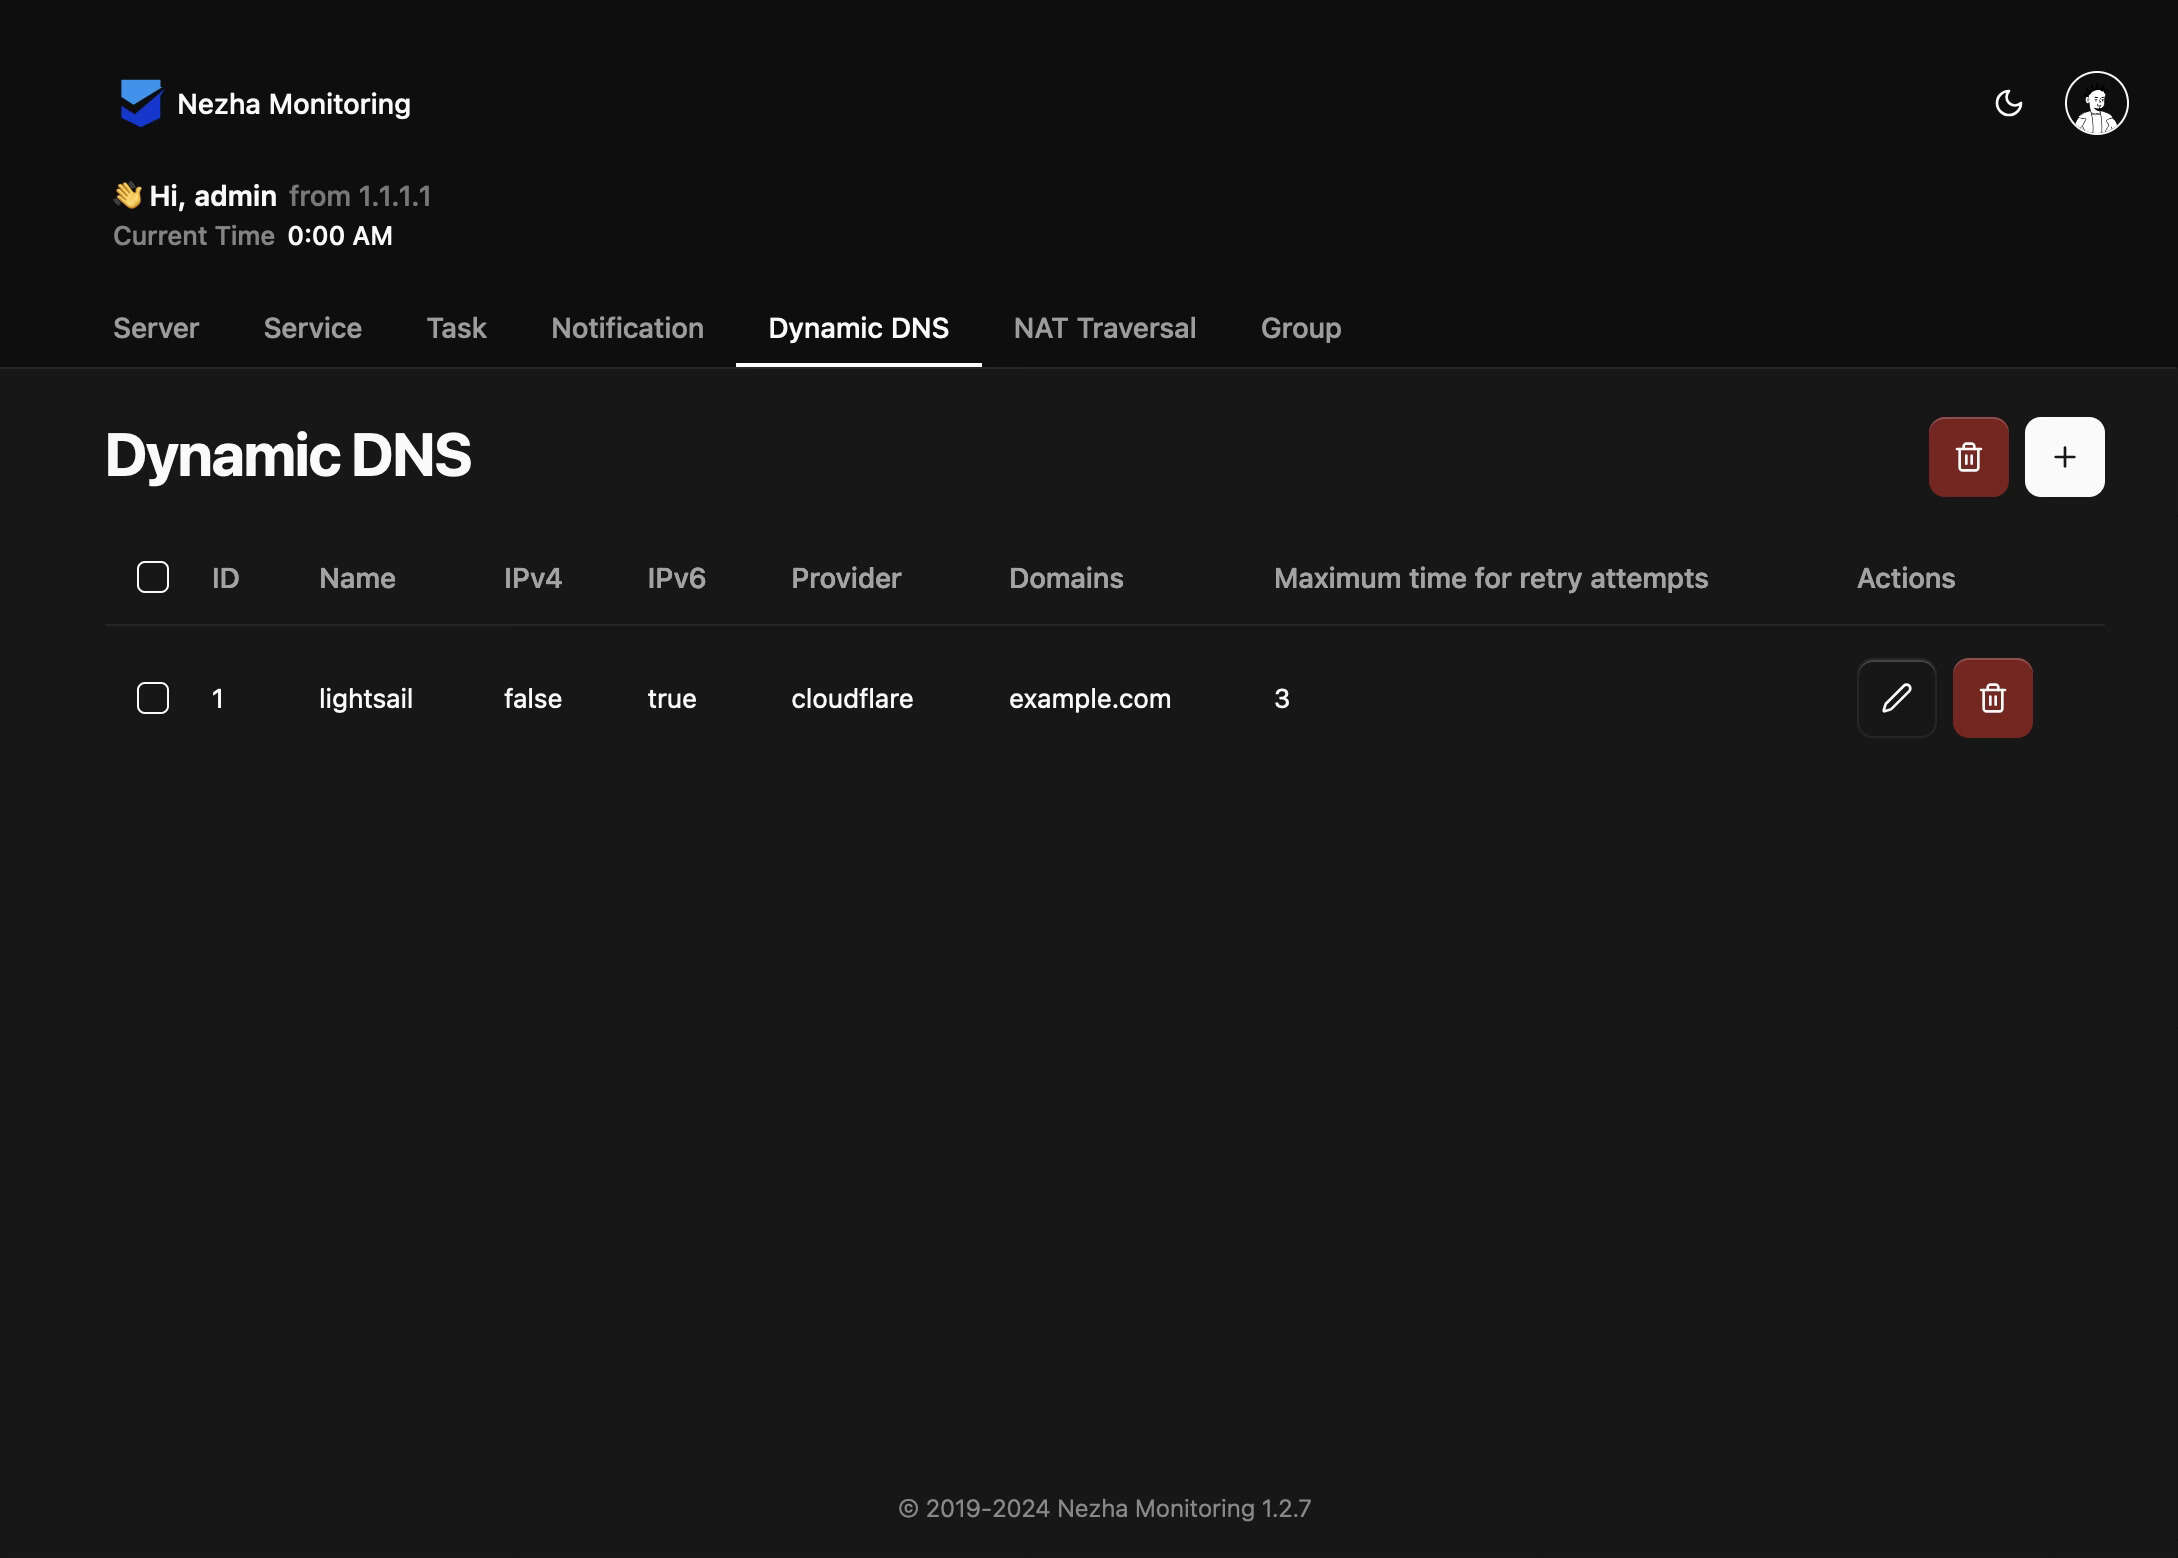 Nezha Monitoring
👋 Hi, admin from 1.1.1.1
Current Time 0:00 AM
Server Service Task Notification Dynamic DNS NAT Traversal Group
Dynamic DNS
ID Name IPv4 IPv6 Provider Domains Maximum time for retry attempts Actions
1 lightsail false true cloudflare example.com 3
© 2019-2024 Nezha Monitoring 1.2.7